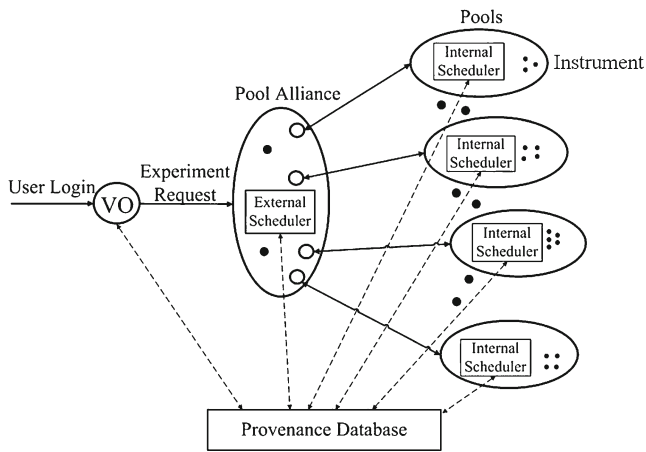 Pools
Internal
Scheduler
Instrument
Pool Alliance
Internal
Scheduler
User Login
VO
Experiment
Request
External
Scheduler
Internal
Scheduler
Internal
Scheduler
Provenance Database